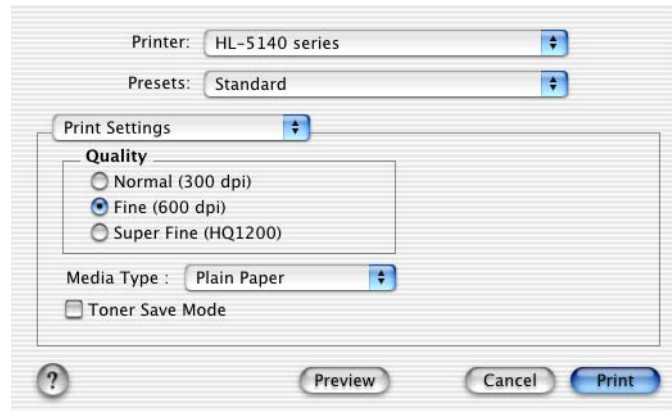 Printer: HL-5140 series
Presets: Standard
Print Settings
Quality
Normal (300 dpi)
Fine (600 dpi)
Super Fine (HQ1200)
Media Type : Plain Paper
Toner Save Mode
? Preview Cancel Print